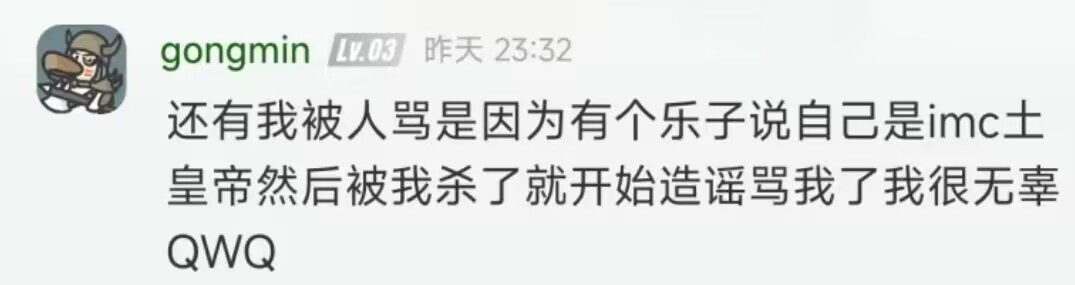 gongmin Lv.03 昨天 23:32
还有我被人骂是因为有个乐子说自己是imc土
皇帝然后被我杀了就开始造谣骂我了我很无辜
QWQ